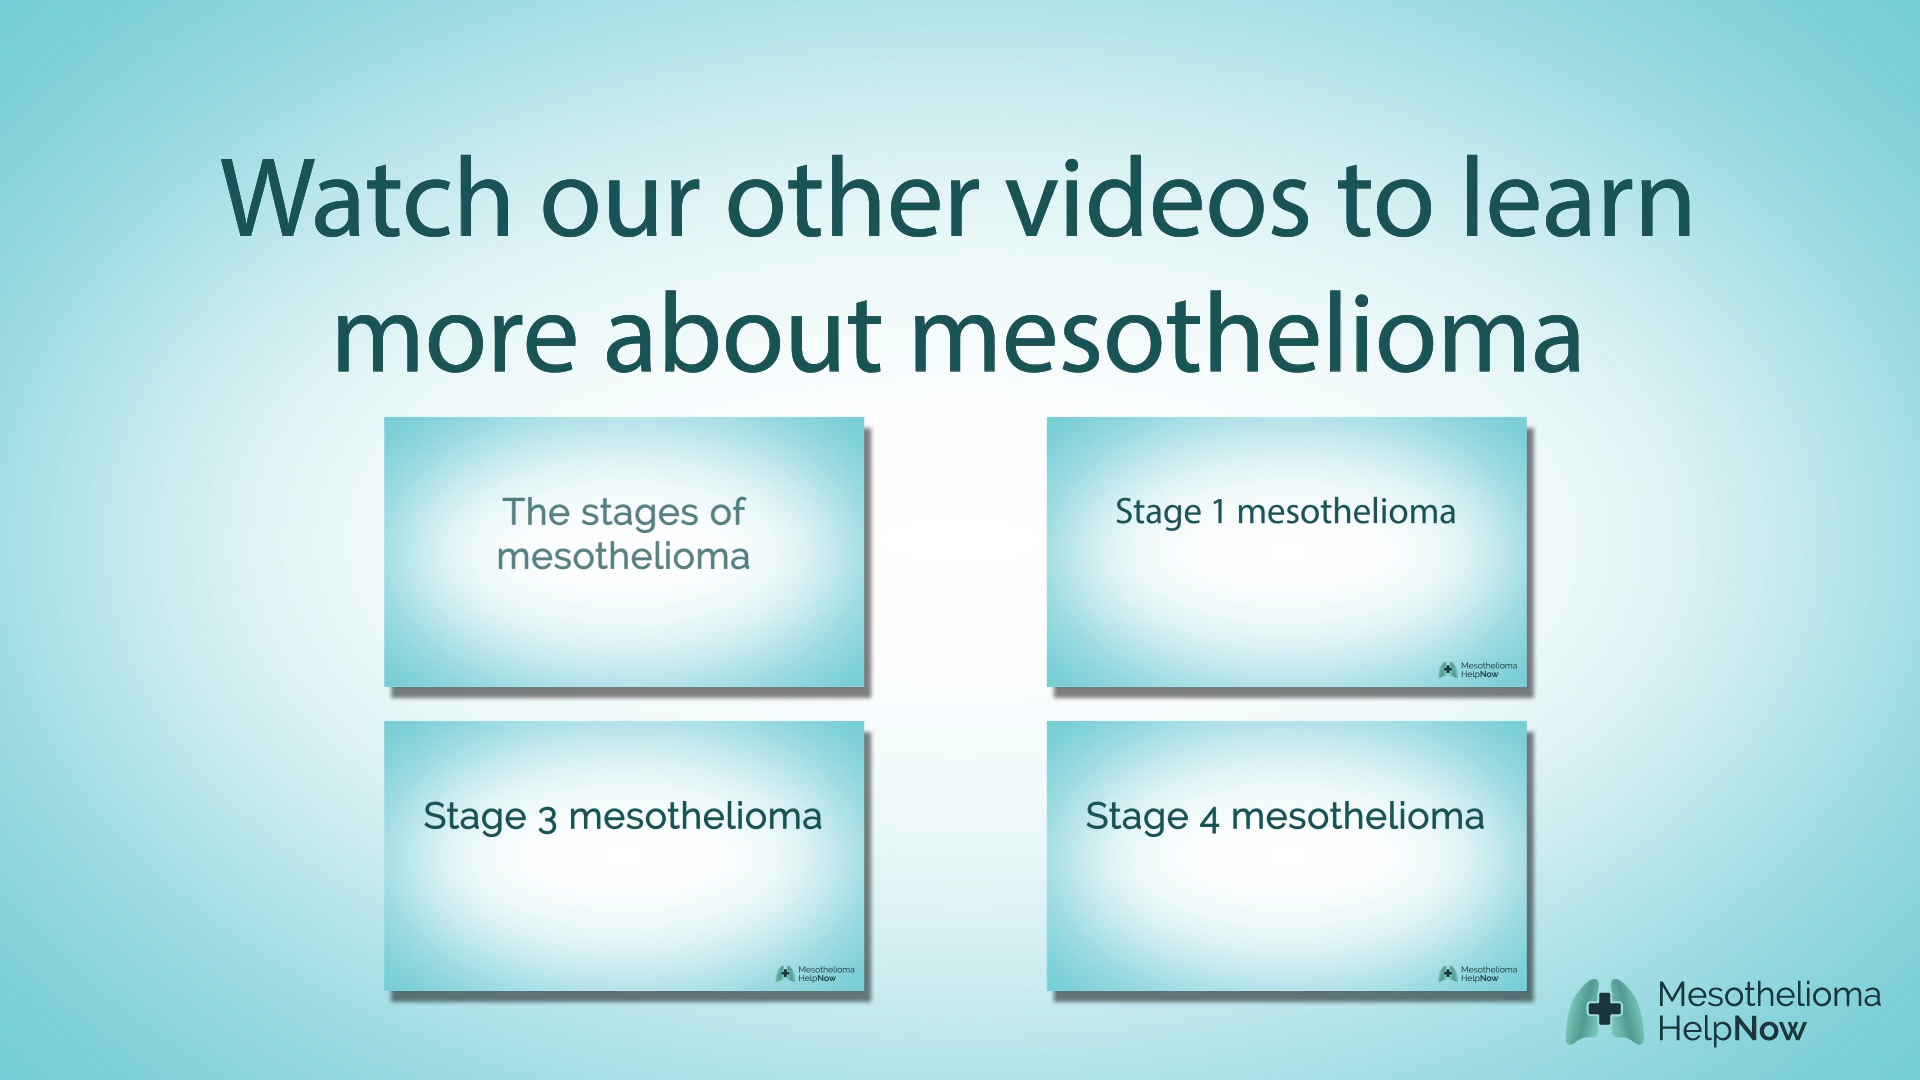 Watch our other videos to learn
more about mesothelioma
The stages of
mesothelioma
Stage 1 mesothelioma
Mesothelioma
HelpNow
Stage 3 mesothelioma
Mesothelioma
HelpNow
Stage 4 mesothelioma
Mesothelioma
HelpNow
Mesothelioma
HelpNow